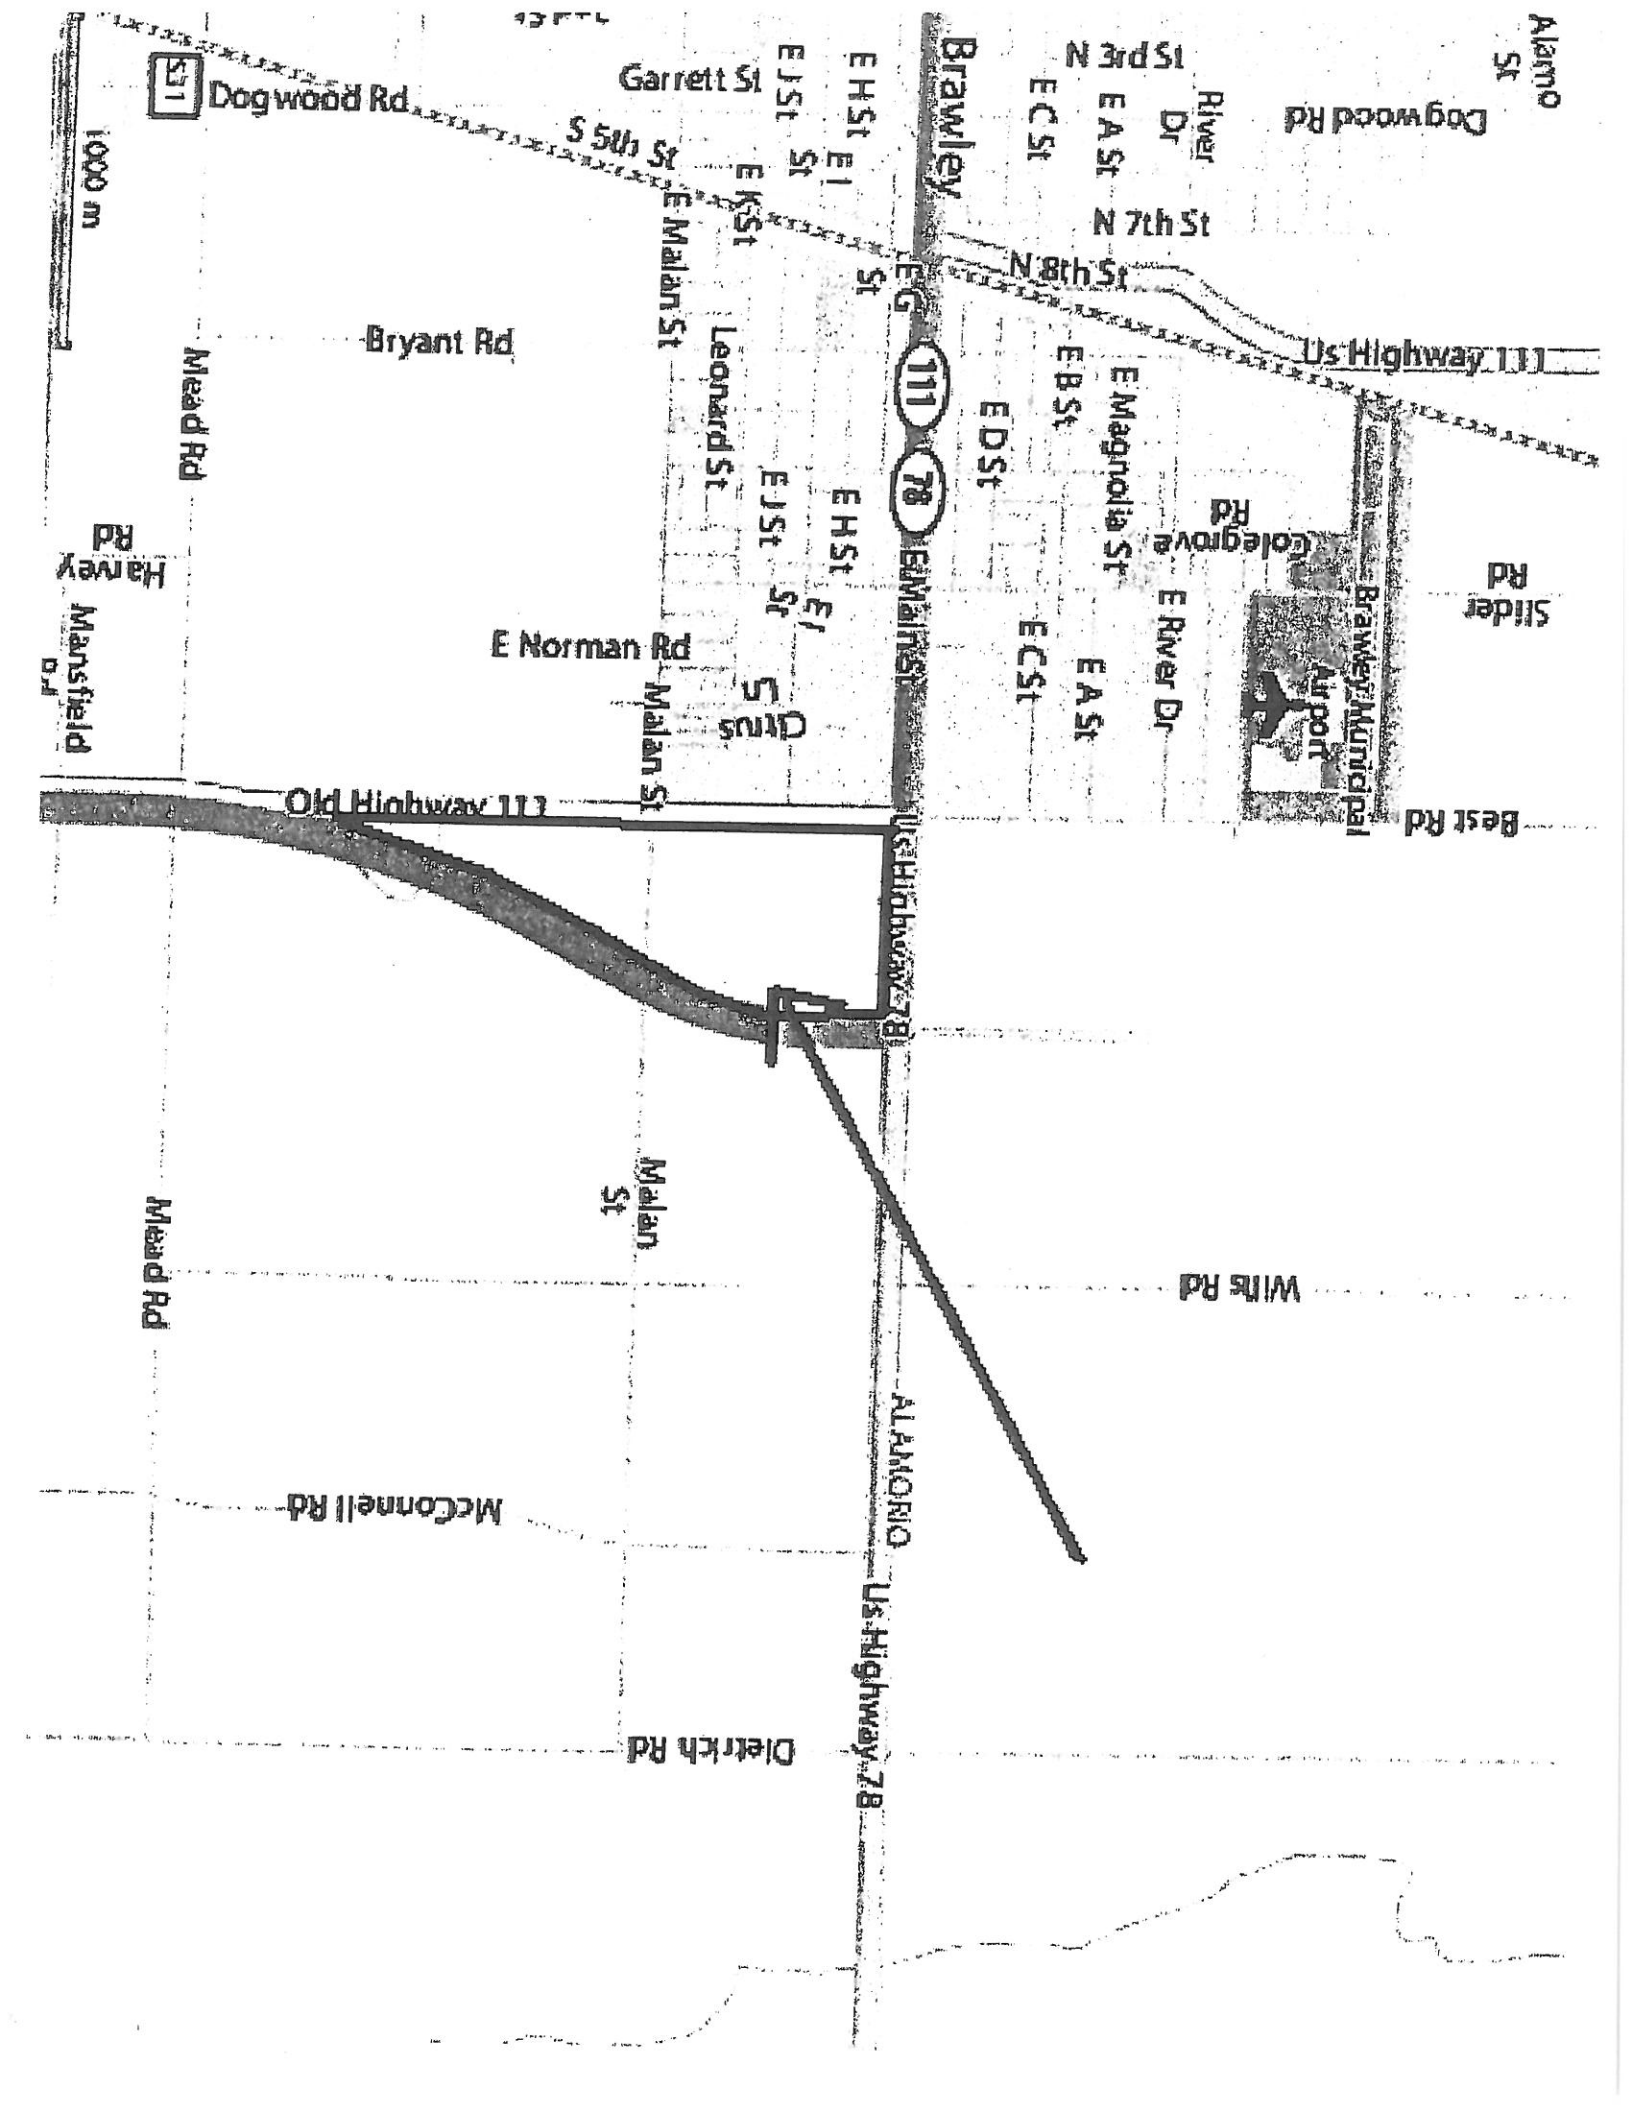 Alamo
St
Brawley
N 3rd St
E J St
E H St
Garrett St
S31
Dogwood Rd
E C St
E A St
River
Dr
Dogwood Rd
S 5th St
St
E I
1000 m
E K St
E Malan St
N 7th St
N 8th St
E G
St
Bryant Rd
Us Highway 111
111
Mead Rd
Leonard St
E D St
E B St
E Magnolia St
78
E J St
E H St
Colegrove
Rd
Harvey
Rd
Slider
Rd
E Main St
E I
St
E River Dr
Mansfield
E Norman Rd
E C St
E A St
Brawley Municipal
Airport
Malan St
S
Citrus
Old Highway 111
Best Rd
Us Highway 78
Malan
St
Mead Rd
Wills Rd
ALAMORIO
McConnell Rd
Us Highway 78
Dietrich Rd